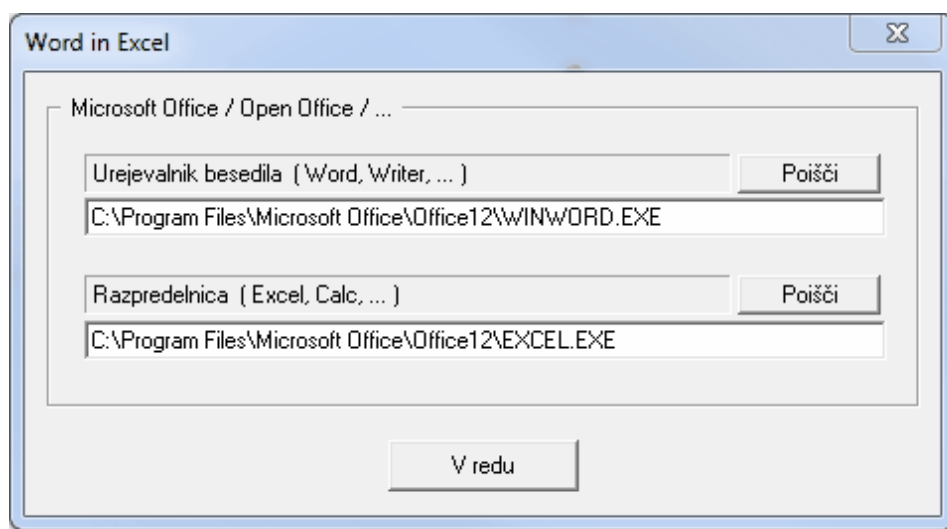 Word in Excel
Microsoft Office / Open Office / ...
Urejevalnik besedila ( Word, Writer, ... )
Poišči
C:\Program Files\Microsoft Office\Office12\WINWORD.EXE
Razpredelnica ( Excel, Calc, ... )
Poišči
C:\Program Files\Microsoft Office\Office12\EXCEL.EXE
V redu